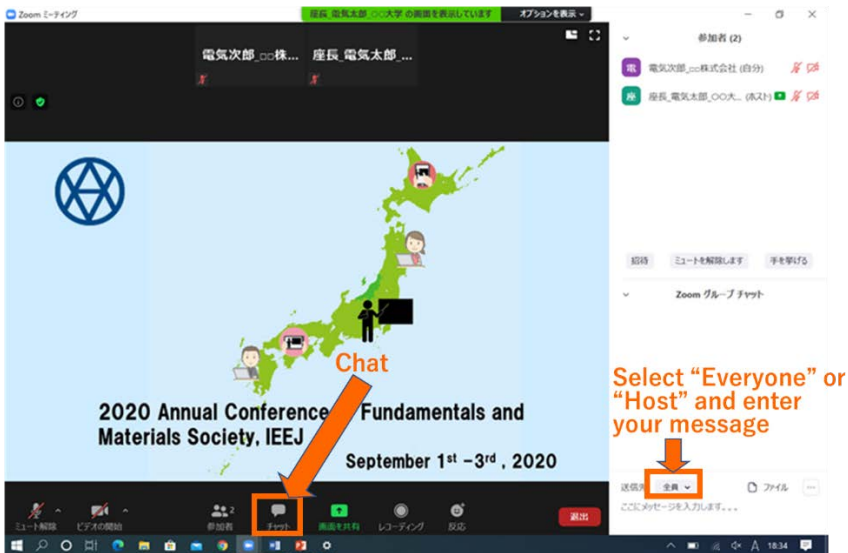 Zoom ミーティング
座長_電気太郎_○○大学 の画面を表示しています
オプションを表示
電気次郎_□□株...
座長_電気太郎_...
参加者 (2)
電
電気次郎_□□株式会社 (自分)
座
座長_電気太郎_○○大... (ホスト)
招待
ミュートを解除します
手を挙げる
Zoom グループ チャット
Chat
Select “Everyone” or
“Host” and enter
your message
2020 Annual Conference
Fundamentals and
Materials Society, IEEJ
September 1st –3rd , 2020
送信先
全員
ファイル
ここにメッセージを入力します...
ミュート解除
ビデオの開始
2
参加者
チャット
画面を共有
レコーディング
反応
退出
A
18:34